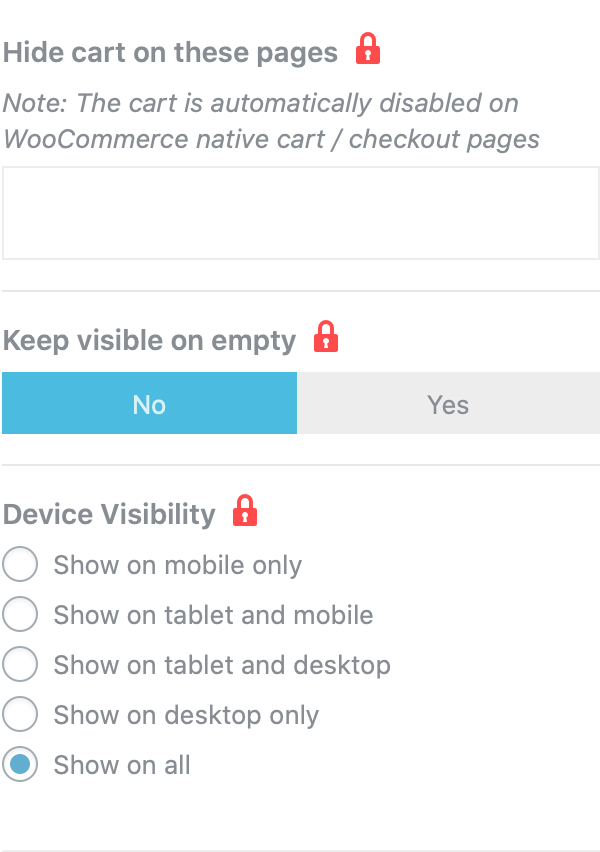 Hide cart on these pages
Note: The cart is automatically disabled on
WooCommerce native cart / checkout pages
Keep visible on empty
No
Yes
Device Visibility
Show on mobile only
Show on tablet and mobile
Show on tablet and desktop
Show on desktop only
Show on all